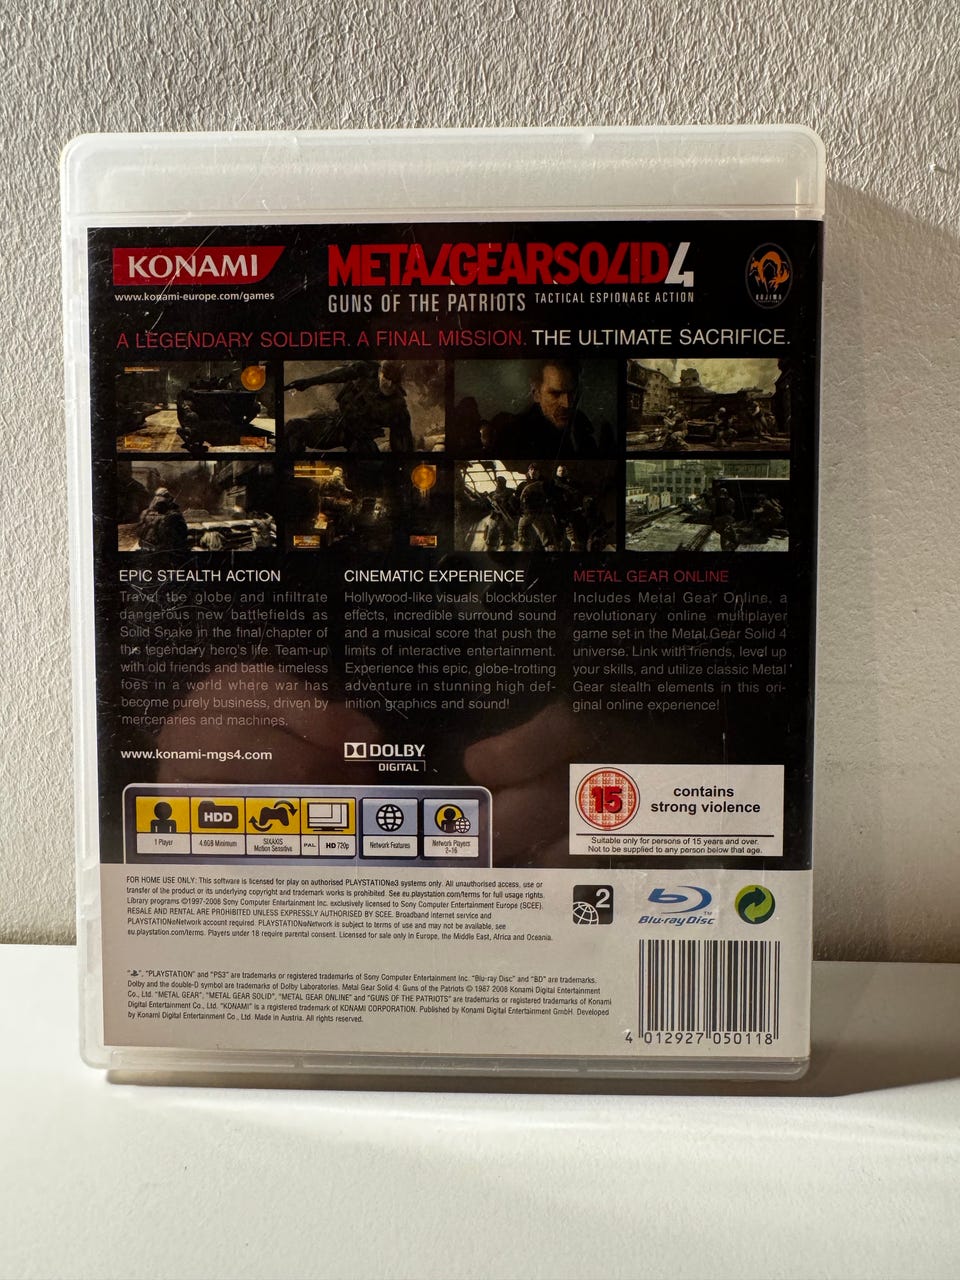 KONAMI
www.konami-europe.com/games
METAL GEAR SOLID 4
GUNS OF THE PATRIOTS TACTICAL ESPIONAGE ACTION
KOJIMA
A LEGENDARY SOLDIER. A FINAL MISSION. THE ULTIMATE SACRIFICE.
EPIC STEALTH ACTION
Travel the globe and infiltrate
dangerous new battlefields as
Solid Snake in the final chapter of
this legendary hero's life. Team-up
with old friends and battle timeless
foes in a world where war has
become purely business, driven by
mercenaries and machines.
CINEMATIC EXPERIENCE
Hollywood-like visuals, blockbuster
effects, incredible surround sound
and a musical score that push the
limits of interactive entertainment.
Experience this epic, globe-trotting
adventure in stunning high def-
inition graphics and sound!
METAL GEAR ONLINE
Includes Metal Gear Online, a
revolutionary online multiplayer
game set in the Metal Gear Solid 4
universe. Link with friends, level up
your skills, and utilize classic Metal
Gear stealth elements in this ori-
ginal online experience!
www.konami-mgs4.com
DOLBY
DIGITAL
15
contains
strong violence
Suitable only for persons of 15 years and over.
Not to be supplied to any person below that age.
HDD
1 Player
4.6GB Minimum
SIXAXIS
Motion Sensitive
PAL
HD 720p
Network Features
Network Players
2-16
FOR HOME USE ONLY: This software is licensed for play on authorised PLAYSTATION®3 systems only. All unauthorised access, use or
transfer of the product or its underlying copyright and trademark works is prohibited. See eu.playstation.com/terms for full usage rights.
Library programs ©1997-2008 Sony Computer Entertainment Inc. exclusively licensed to Sony Computer Entertainment Europe (SCEE).
RESALE AND RENTAL ARE PROHIBITED UNLESS EXPRESSLY AUTHORISED BY SCEE. Broadband internet service and
PLAYSTATION®Network account required. PLAYSTATION®Network is subject to terms of use and may not be available, see
eu.playstation.com/terms. Players under 18 require parental consent. Licensed for sale only in Europe, the Middle East, Africa and Oceania.
2
Blu-ray Disc
TM
"", "PLAYSTATION" and "PS3" are trademarks or registered trademarks of Sony Computer Entertainment Inc. "Blu-ray Disc" and "BD" are trademarks.
Dolby and the double-D symbol are trademarks of Dolby Laboratories. Metal Gear Solid 4: Guns of the Patriots © 1987 2008 Konami Digital Entertainment
Co., Ltd. "METAL GEAR", "METAL GEAR SOLID", "METAL GEAR ONLINE" and "GUNS OF THE PATRIOTS" are trademarks or registered trademarks of Konami
Digital Entertainment Co., Ltd. "KONAMI" is a registered trademark of KONAMI CORPORATION. Published by Konami Digital Entertainment GmbH. Developed
by Konami Digital Entertainment Co., Ltd. Made in Austria. All rights reserved.
4 012927 050118